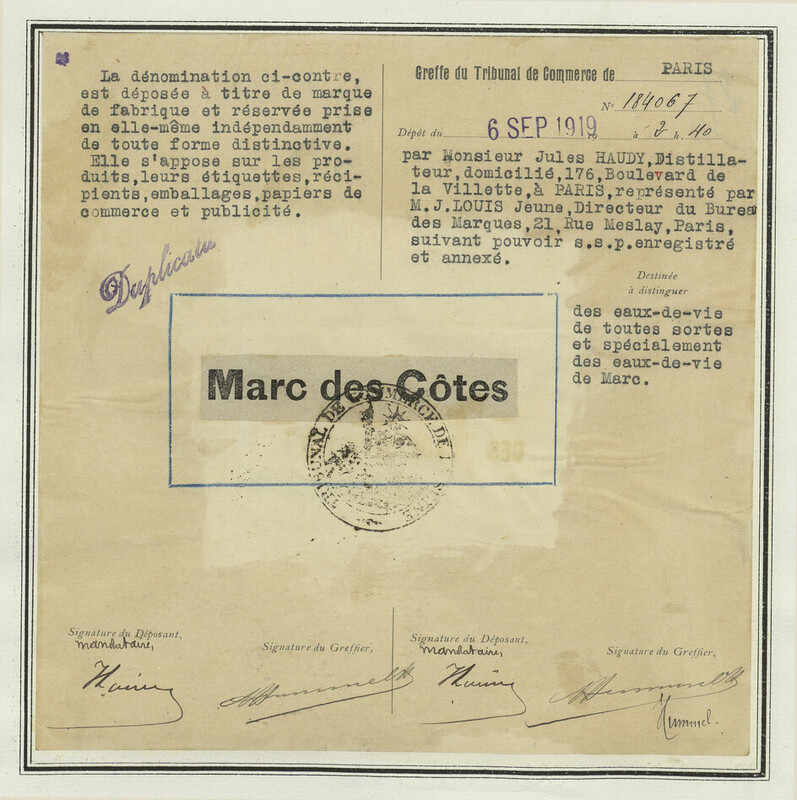 La dénomination ci-contre,
est déposée à titre de marque
de fabrique et réservée prise
en elle-même indépendamment
de toute forme distinctive.
Elle s'appose sur les pro-
duits,leurs étiquettes,réci-
pients,emballages,papiers de
commerce et publicité.
Duplicata
Greffe du Tribunal de Commerce de PARIS
N° 184067
Dépôt du 6 SEP 1919 à 2 h. 40
par Monsieur Jules HAUDY,Distilla-
teur,domicilié,176,Boulevard de
la Villette,à PARIS,représenté par
M.J.LOUIS Jeune,Directeur du Burea
des Marques,21,Rue Meslay,Paris,
suivant pouvoir s.s.p.enregistré
et annexé.
Destinée
à distinguer
des eaux-de-vie
de toutes sortes
et spécialement
des eaux-de-vie
de Marc.
Marc des Côtes
TRIBUNAL DE COMMERCE DE
Signature du Déposant,
mandataire,
Signature du Greffier,
Signature du Déposant,
mandataire,
Signature du Greffier,
Hummel